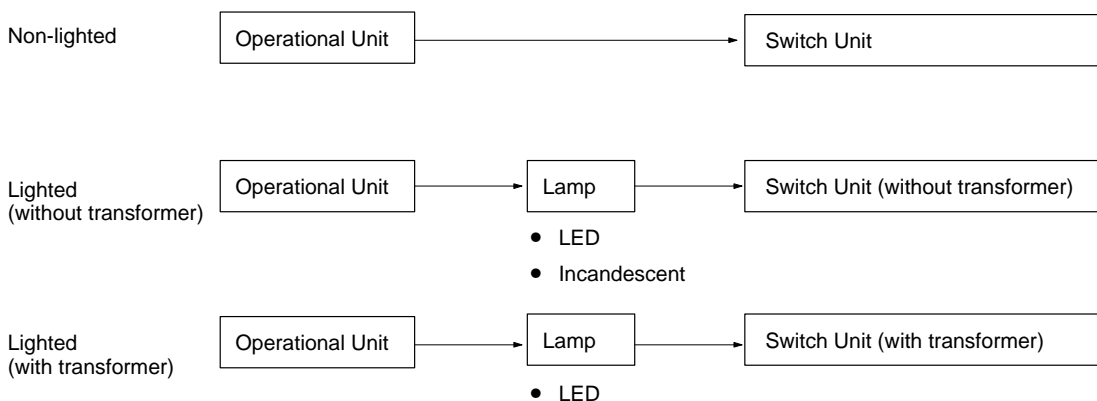 Non-lighted
Operational Unit
Switch Unit
Lighted
(without transformer)
Operational Unit
Lamp
Switch Unit (without transformer)
● LED
● Incandescent
Lighted
(with transformer)
Operational Unit
Lamp
Switch Unit (with transformer)
● LED